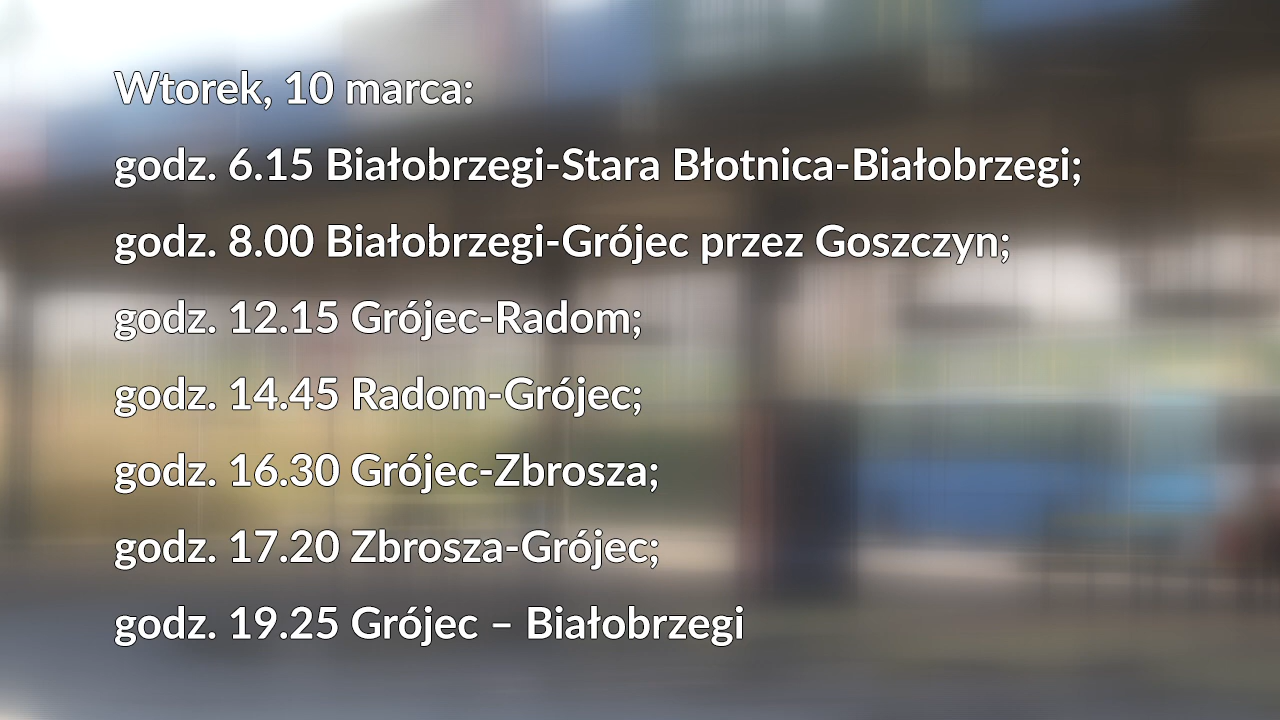 Wtorek, 10 marca:
godz. 6.15 Białobrzegi-Stara Błotnica-Białobrzegi;
godz. 8.00 Białobrzegi-Grójec przez Goszczyn;
godz. 12.15 Grójec-Radom;
godz. 14.45 Radom-Grójec;
godz. 16.30 Grójec-Zbrosza;
godz. 17.20 Zbrosza-Grójec;
godz. 19.25 Grójec – Białobrzegi